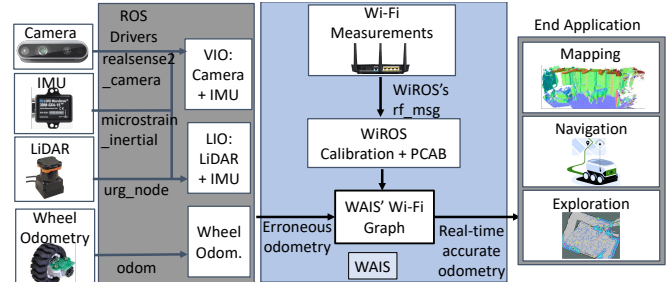 Camera
IMU
LiDAR
Wheel
Odometry
ROS
Drivers
realsense2
_camera
microstrain
_inertial
urg_node
odom
VIO:
Camera
+ IMU
LIO:
LiDAR
+ IMU
Wheel
Odom.
Erroneous
odometry
Wi-Fi
Measurements
WiROS's
rf_msg
WiROS
Calibration + PCAB
WAIS' Wi-Fi
Graph
WAIS
Real-time
accurate
odometry
End Application
Mapping
Navigation
Exploration